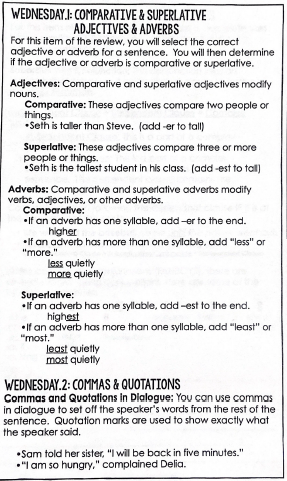 WEDNESDAY.1: COMPARATIVE & SUPERLATIVE
ADJECTIVES & ADVERBS
For this item of the review, you will select the correct
adjective or adverb for a sentence. You will then determine
if the adjective or adverb is comparative or superlative.
Adjectives: Comparative and superlative adjectives modify
nouns.
Comparative: These adjectives compare two people or
things.
•Seth is taller than Steve. (add -er to tall)
Superlative: These adjectives compare three or more
people or things.
•Seth is the tallest student in his class. (add -est to tall)
Adverbs: Comparative and superlative adverbs modify
verbs, adjectives, or other adverbs.
Comparative:
•If an adverb has one syllable, add –er to the end.
higher
•If an adverb has more than one syllable, add "less" or
"more."
less quietly
more quietly
Superlative:
•If an adverb has one syllable, add –est to the end.
highest
•If an adverb has more than one syllable, add "least" or
"most."
least quietly
most quietly
WEDNESDAY.2: COMMAS & QUOTATIONS
Commas and Quotations in Dialogue: You can use commas
in dialogue to set off the speaker's words from the rest of the
sentence. Quotation marks are used to show exactly what
the speaker said.
•Sam told her sister, "I will be back in five minutes."
•"I am so hungry," complained Delia.